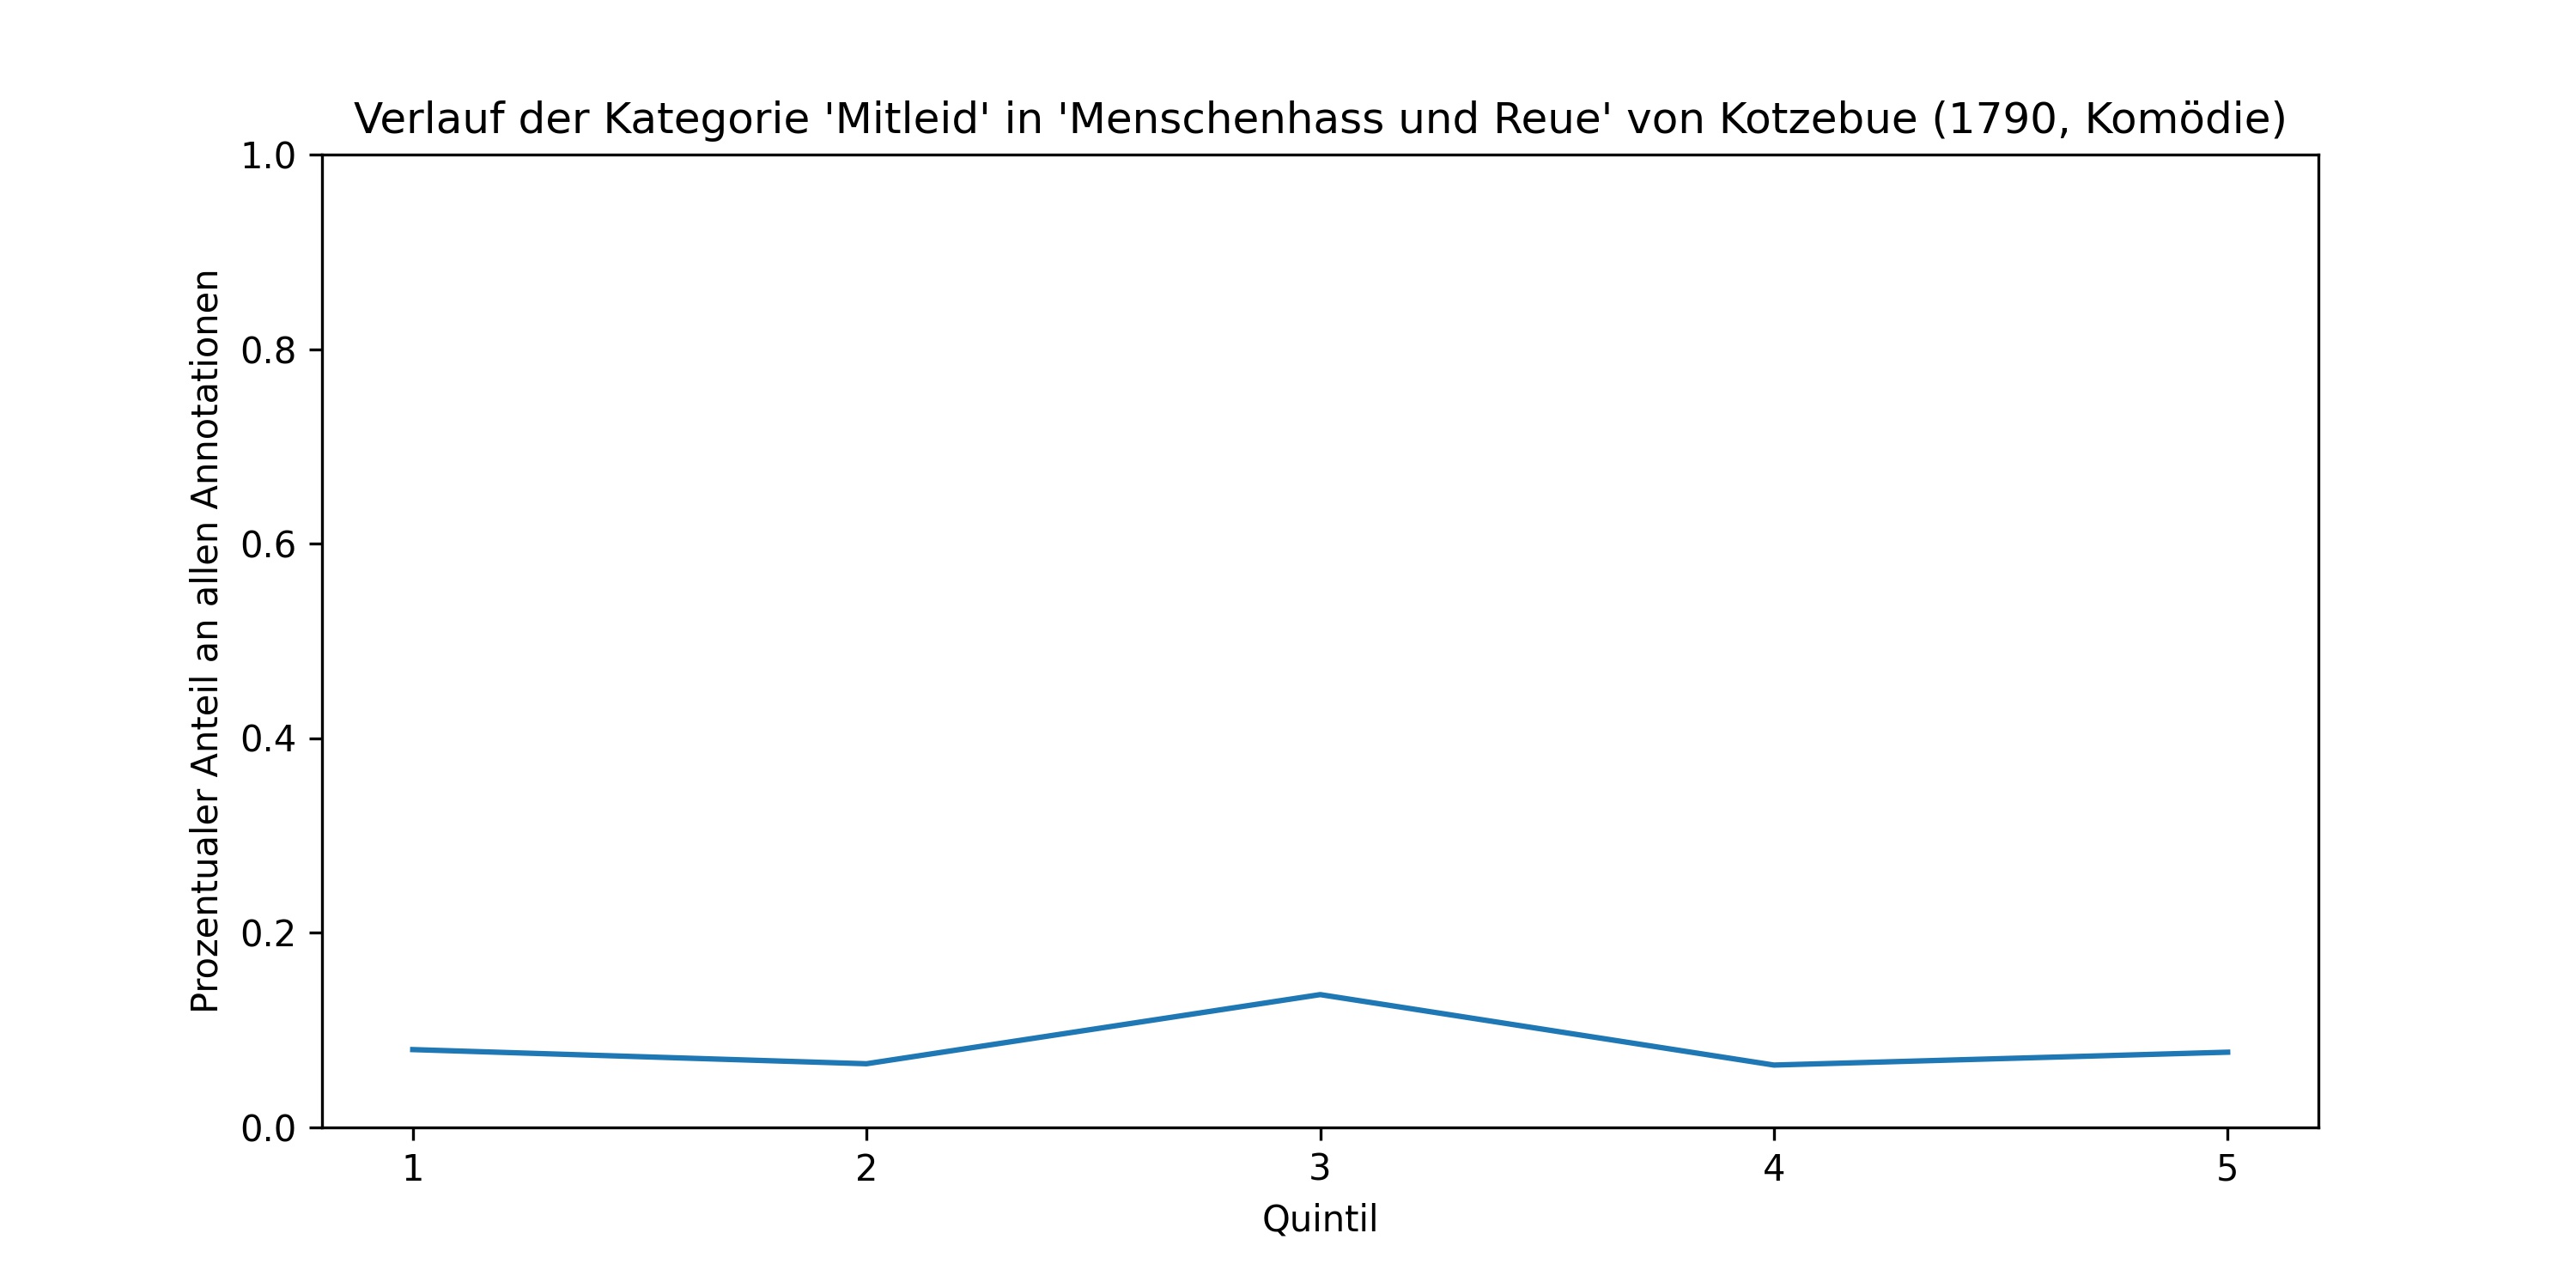 Verlauf der Kategorie 'Mitleid' in 'Menschenhass und Reue' von Kotzebue (1790, Komödie)
Prozentualer Anteil an allen Annotationen
1.0
0.8
0.6
0.4
0.2
0.0
1 2 3 4 5
Quintil